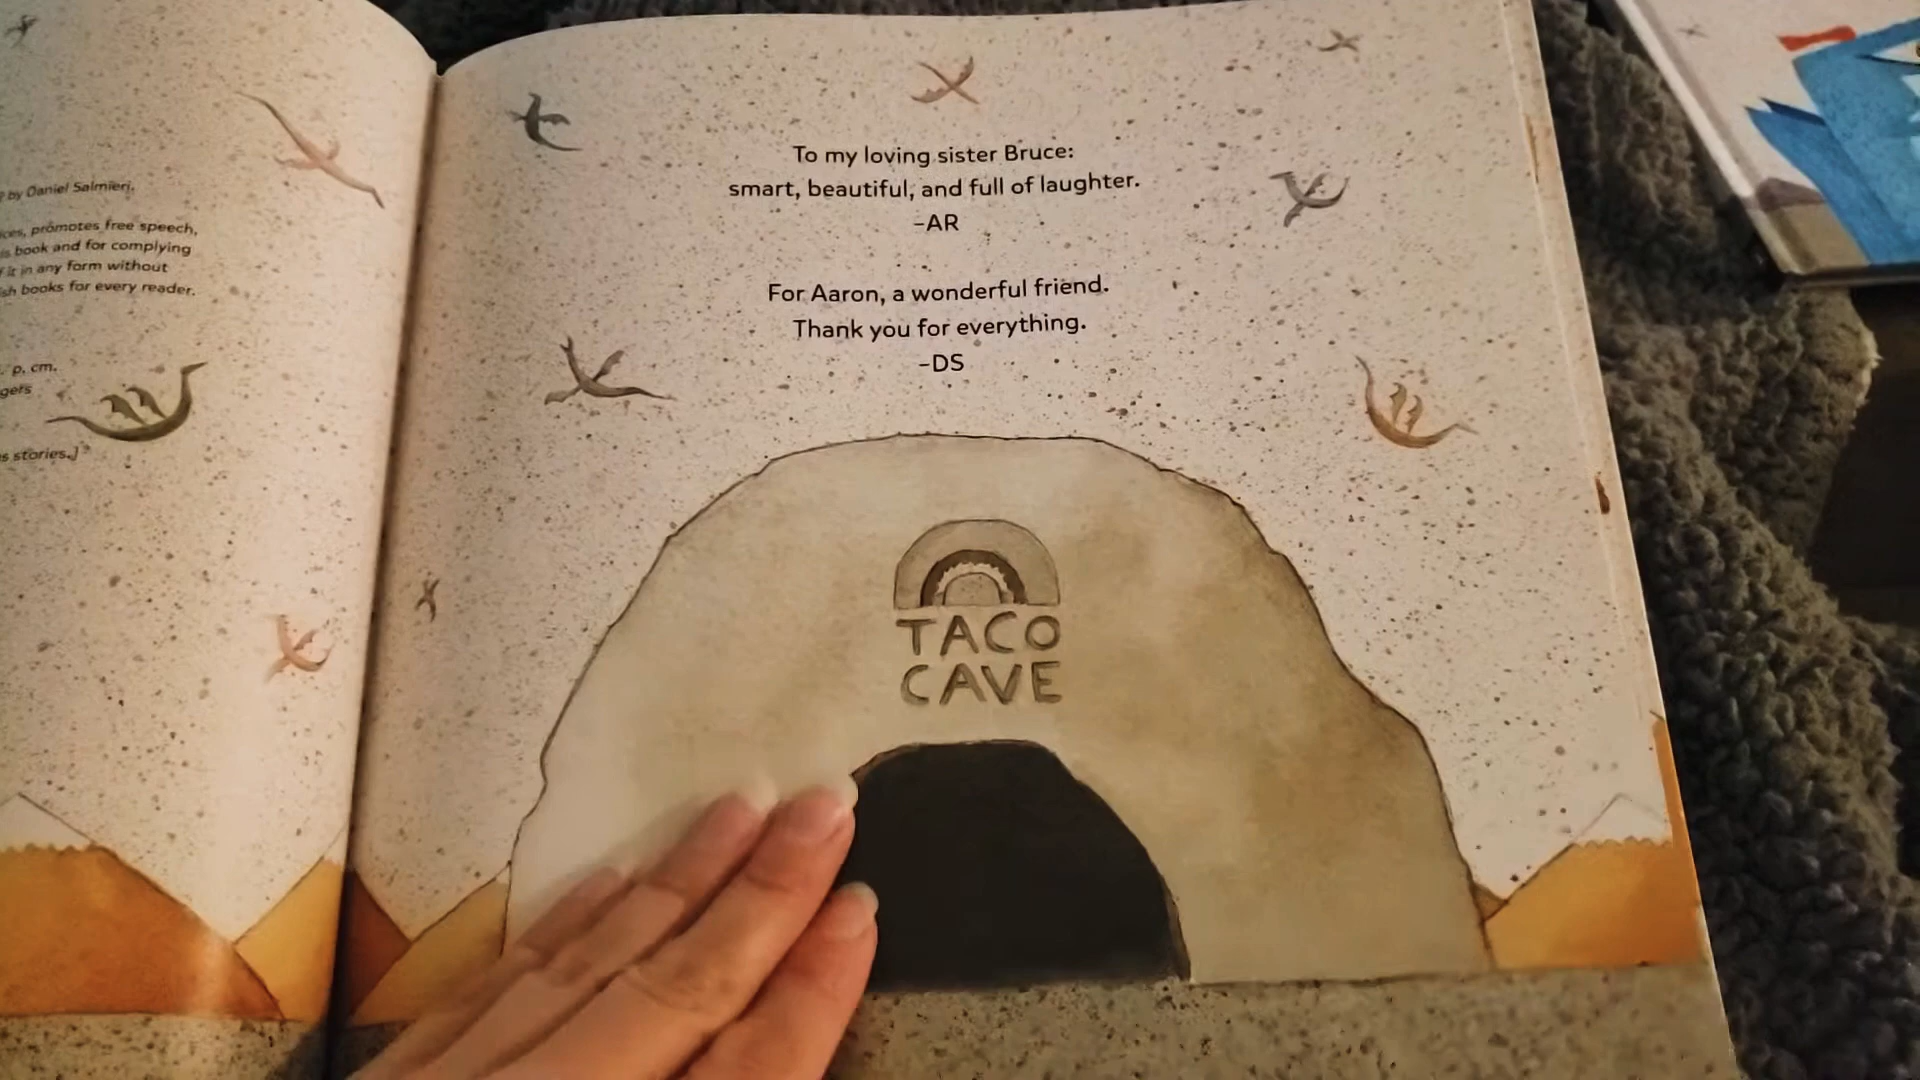 by Daniel Salmieri.
promotes free speech,
book and for complying
it in any form without
books for every reader.
p. cm.
stories.]
To my loving sister Bruce:
smart, beautiful, and full of laughter.
-AR
For Aaron, a wonderful friend.
Thank you for everything.
-DS
TACO
CAVE